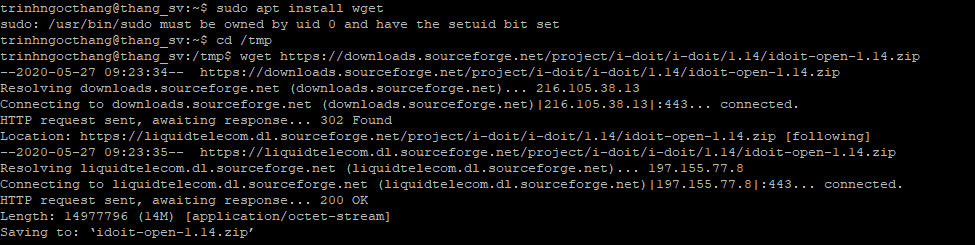 trinhngocthang@thang_sv:~$ sudo apt install wget
sudo: /usr/bin/sudo must be owned by uid 0 and have the setuid bit set
trinhngocthang@thang_sv:~$ cd /tmp
trinhngocthang@thang_sv:/tmp$ wget https://downloads.sourceforge.net/project/i-doit/i-doit/1.14/idoit-open-1.14.zip
--2020-05-27 09:23:34--  https://downloads.sourceforge.net/project/i-doit/i-doit/1.14/idoit-open-1.14.zip
Resolving downloads.sourceforge.net (downloads.sourceforge.net)... 216.105.38.13
Connecting to downloads.sourceforge.net (downloads.sourceforge.net)|216.105.38.13|:443... connected.
HTTP request sent, awaiting response... 302 Found
Location: https://liquidtelecom.dl.sourceforge.net/project/i-doit/i-doit/1.14/idoit-open-1.14.zip [following]
--2020-05-27 09:23:35--  https://liquidtelecom.dl.sourceforge.net/project/i-doit/i-doit/1.14/idoit-open-1.14.zip
Resolving liquidtelecom.dl.sourceforge.net (liquidtelecom.dl.sourceforge.net)... 197.155.77.8
Connecting to liquidtelecom.dl.sourceforge.net (liquidtelecom.dl.sourceforge.net)|197.155.77.8|:443... connected.
HTTP request sent, awaiting response... 200 OK
Length: 14977796 (14M) [application/octet-stream]
Saving to: ‘idoit-open-1.14.zip’